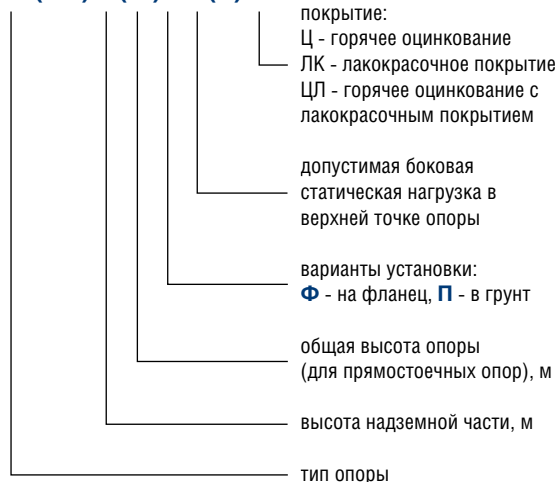 покрытие:
Ц - горячее оцинкование
ЛК - лакокрасочное покрытие
ЦЛ - горячее оцинкование с
лакокрасочным покрытием
допустимая боковая
статическая нагрузка в
верхней точке опоры
варианты установки:
Ф - на фланец, П - в грунт
общая высота опоры
(для прямостоечных опор), м
высота надземной части, м
тип опоры